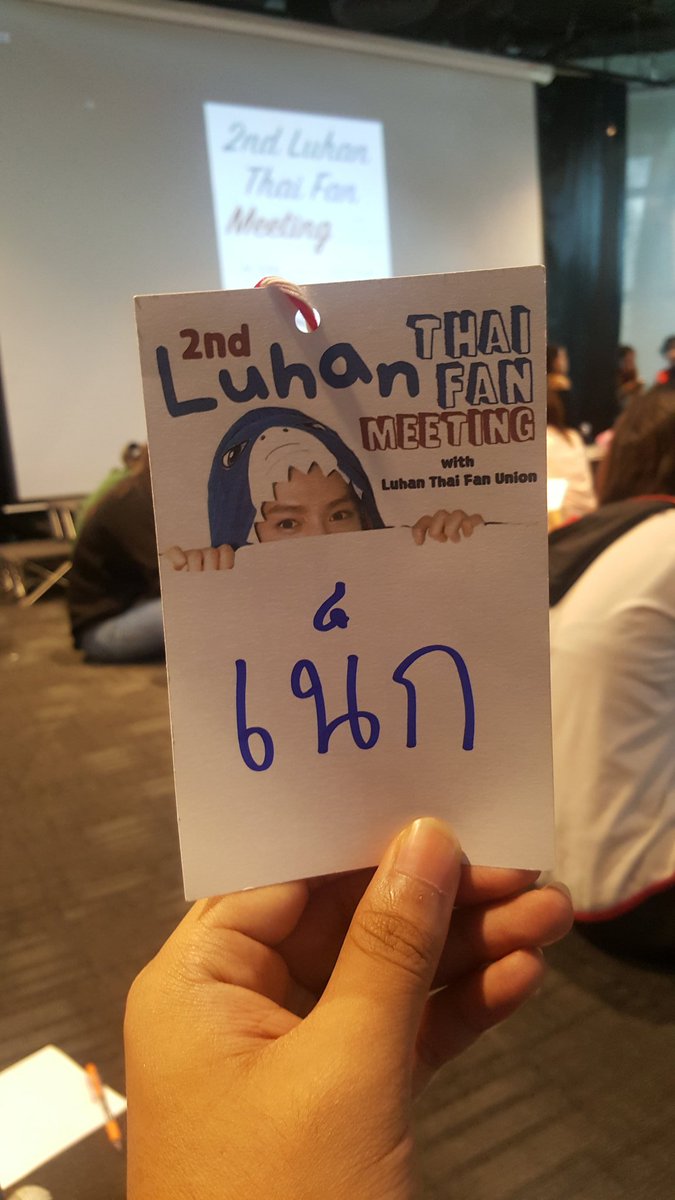 2nd Luhan
Thai Fan
Meeting
2nd
Luhan
THAI
FAN
MEETING
with
Luhan Thai Fan Union
เน็ก